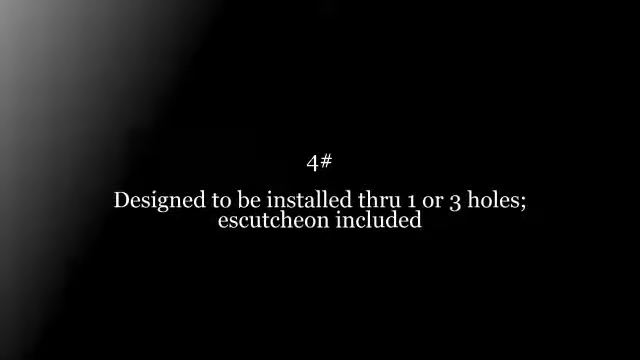 4#
Designed to be installed thru 1 or 3 holes;
escutcheon included